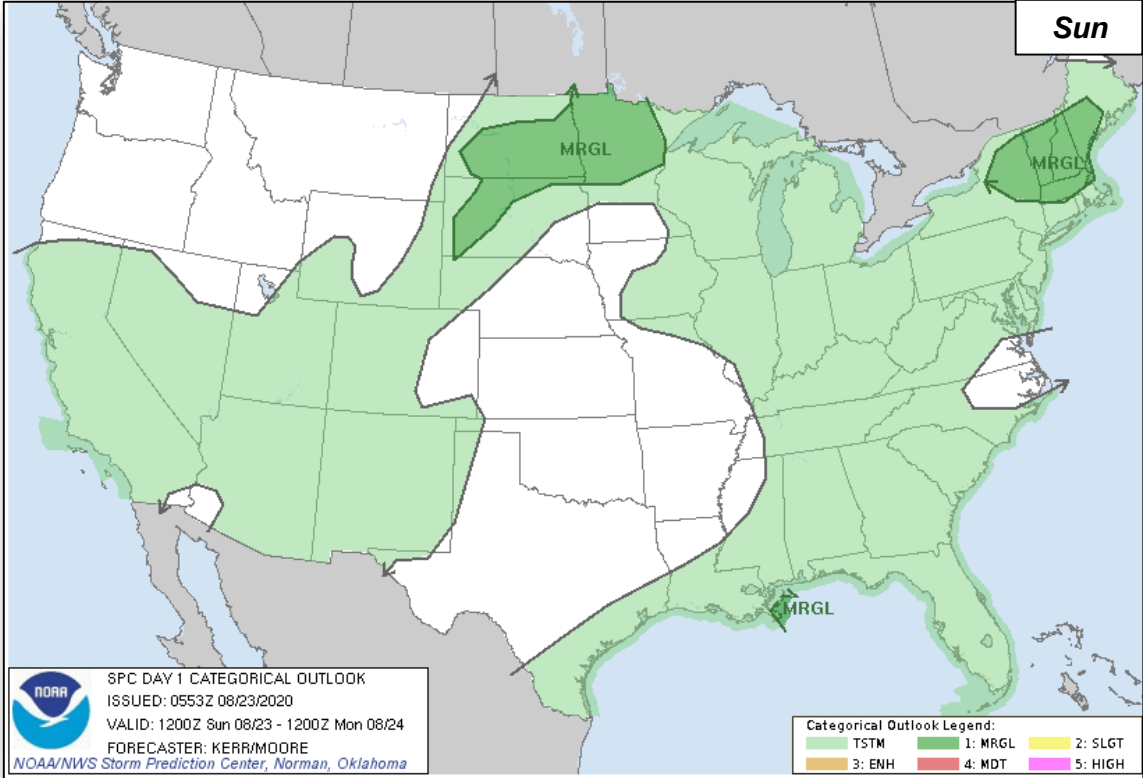 Sun
MRGL
MRGL
MRGL
NOAA
SPC DAY 1 CATEGORICAL OUTLOOK
ISSUED: 0553Z 08/23/2020
VALID: 1200Z Sun 08/23 - 1200Z Mon 08/24
FORECASTER: KERR/MOORE
NOAA/NWS Storm Prediction Center, Norman, Oklahoma
Categorical Outlook Legend:
TSTM 1: MRGL 2: SLGT
3: ENH 4: MDT 5: HIGH